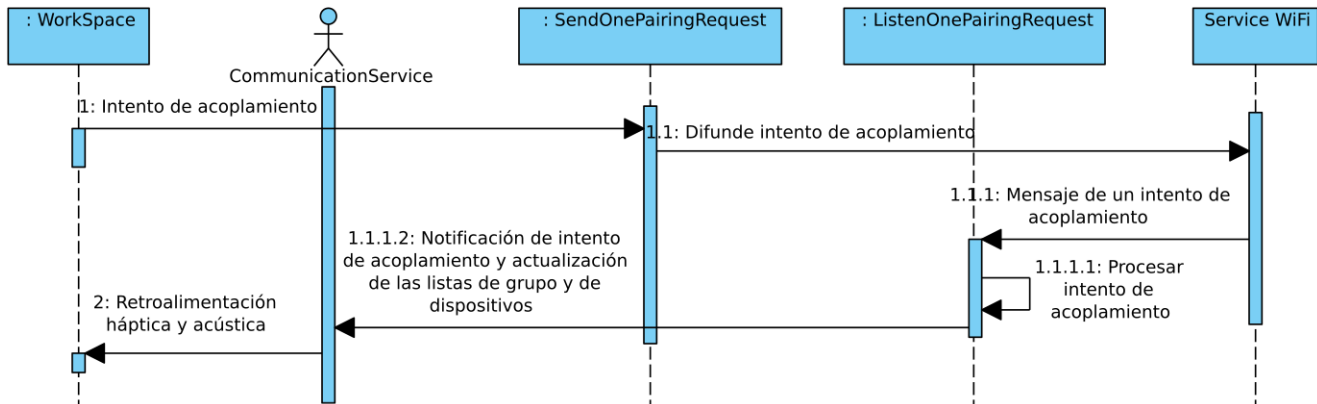 : WorkSpace
CommunicationService
: SendOnePairingRequest
: ListenOnePairingRequest
Service WiFi
1: Intento de acoplamiento
1.1: Difunde intento de acoplamiento
1.1.1: Mensaje de un intento de
acoplamiento
1.1.1.1: Procesar
intento de
acoplamiento
1.1.1.2: Notificación de intento
de acoplamiento y actualización
de las listas de grupo y de
dispositivos
2: Retroalimentación
háptica y acústica